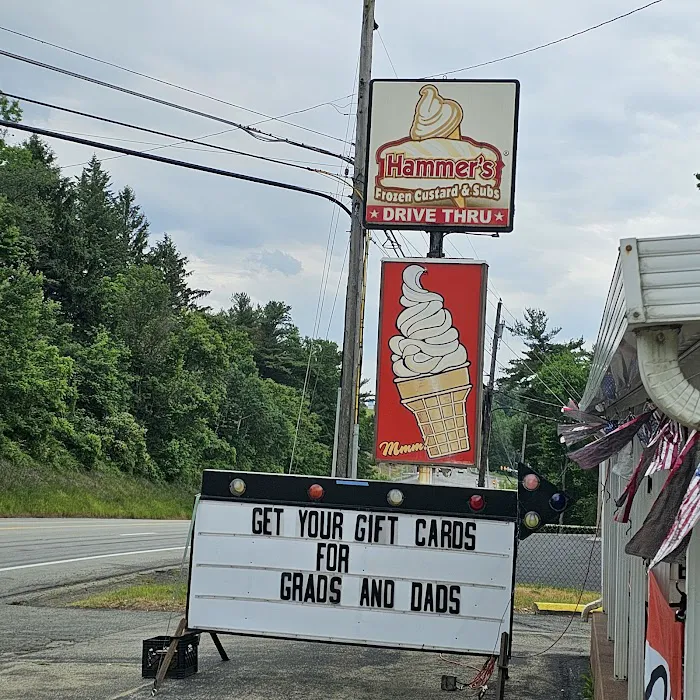 Hammer's®
Frozen Custard & Subs
★ DRIVE THRU ★
Mmm
GET YOUR GIFT CARDS
FOR
GRADS AND DADS